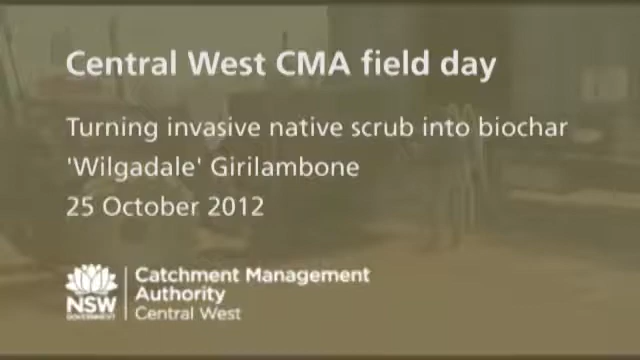 Central West CMA field day
Turning invasive native scrub into biochar
'Wilgadale' Girilambone
25 October 2012
Catchment Management
Authority
Central West
NSW
GOVERNMENT